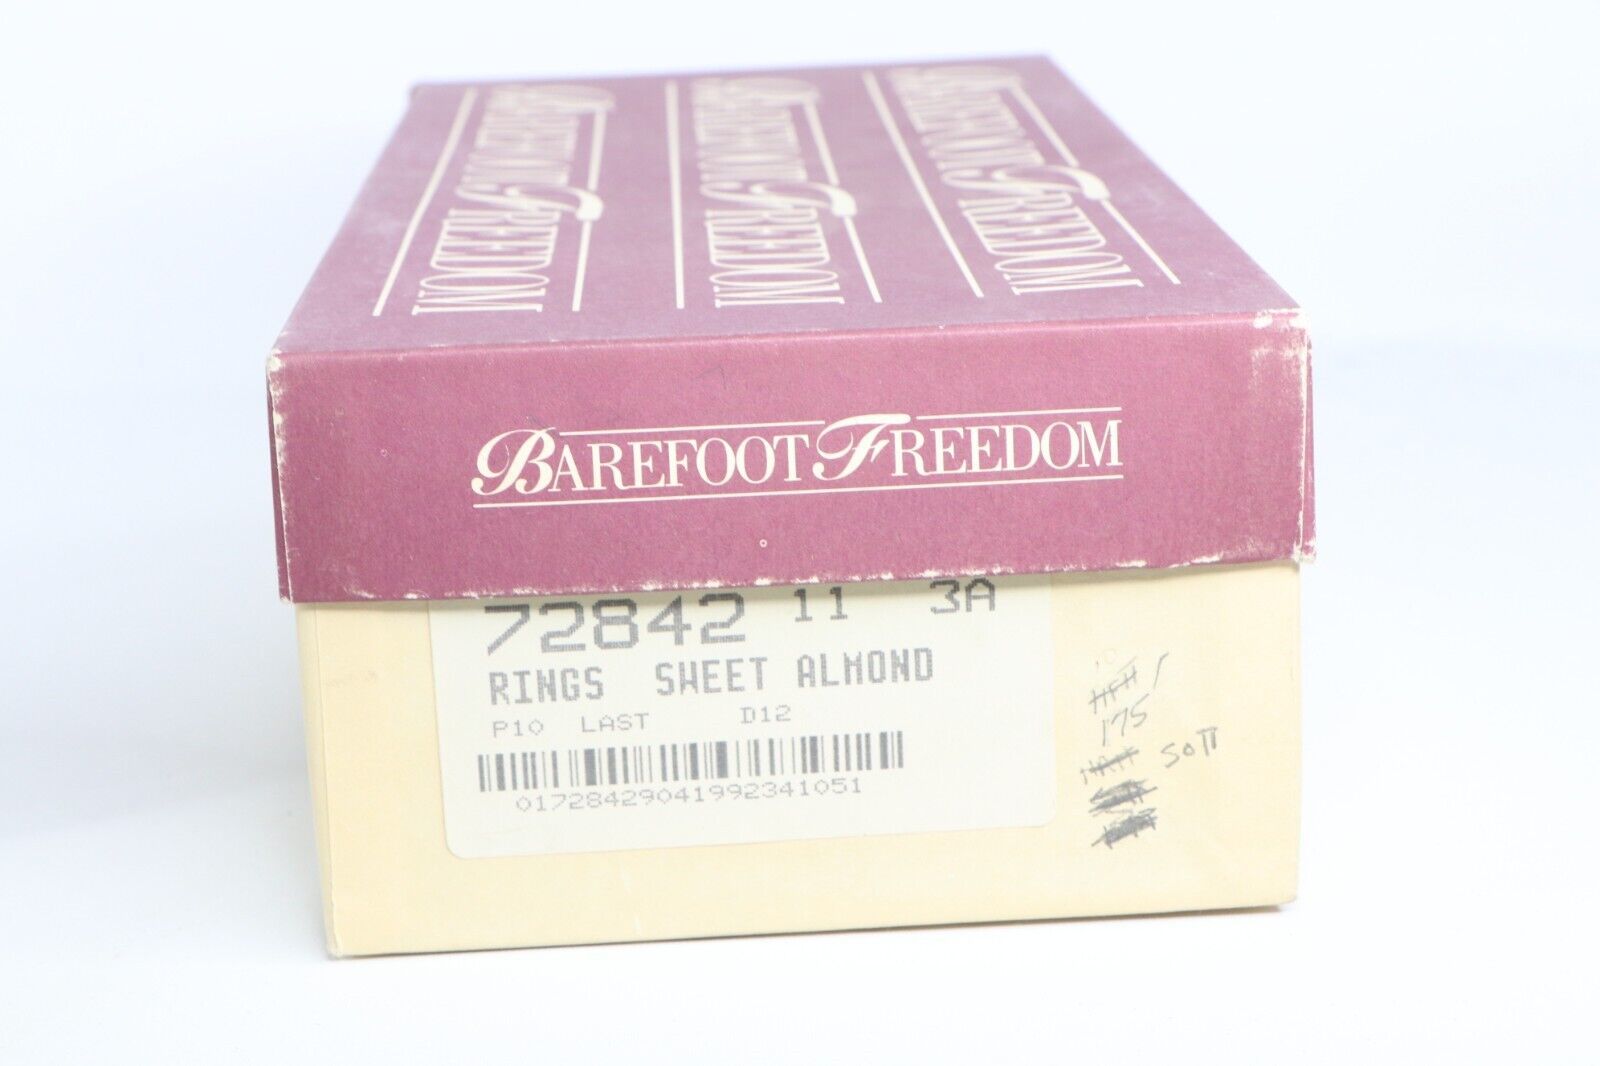 BAREFOOT FREEDOM
BAREFOOT FREEDOM
BAREFOOT FREEDOM
BAREFOOT FREEDOM
72842 11 3A
RINGS SWEET ALMOND
P10 LAST D12
01728429041992341051
175